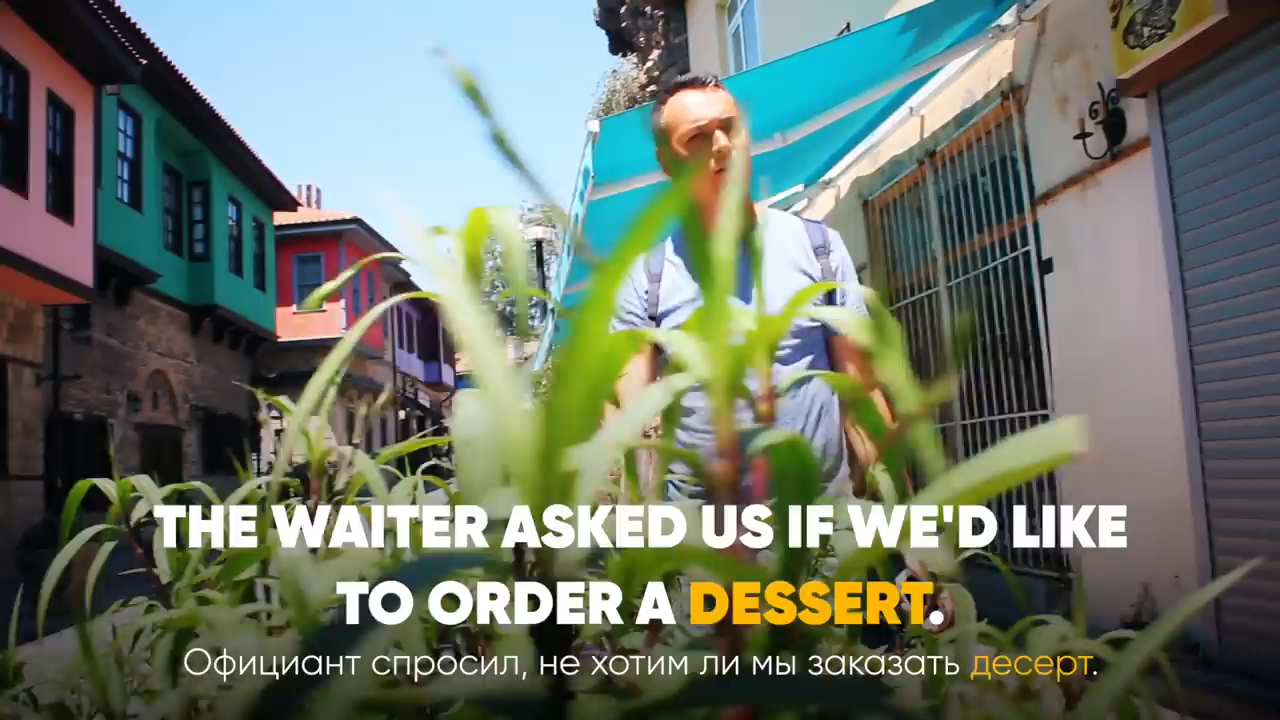 THE WAITER ASKED US IF WE'D LIKE
TO ORDER A DESSERT.
Официант спросил, не хотим ли мы заказать десерт.